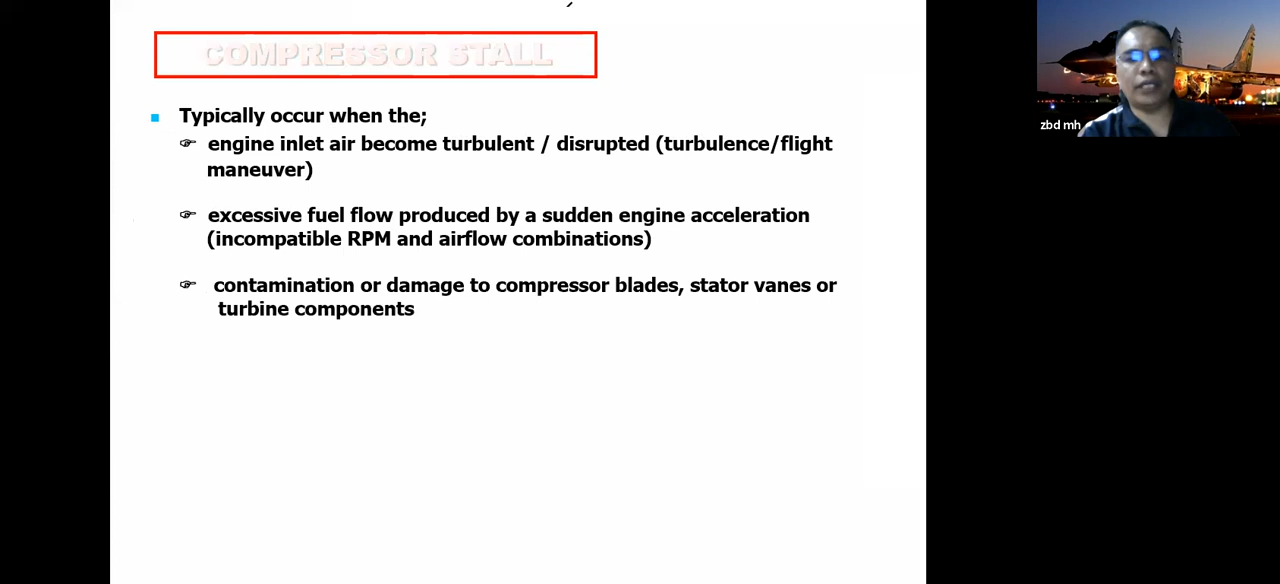 COMPRESSOR STALL
Typically occur when the;
engine inlet air become turbulent / disrupted (turbulence/flight
maneuver)
excessive fuel flow produced by a sudden engine acceleration
(incompatible RPM and airflow combinations)
contamination or damage to compressor blades, stator vanes or
turbine components
zbd mh